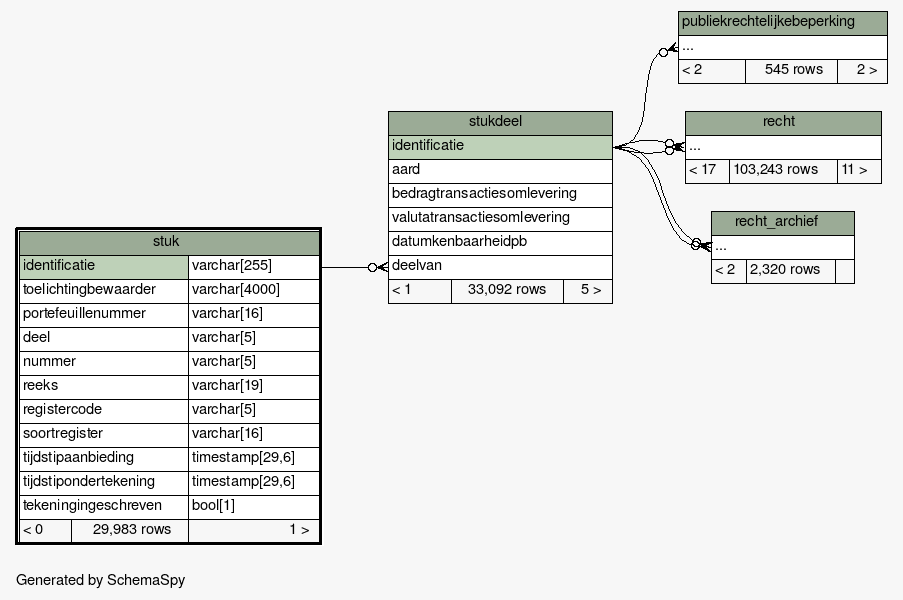 publiekrechtelijkebeperking
...
< 2 545 rows 2 >
stukdeel
identificatie
aard
bedragtransactiesomlevering
valutatransactiesomlevering
datumkenbaarheidpb
deelvan
< 1 33,092 rows 5 >
recht
...
< 17 103,243 rows 11 >
recht_archief
...
< 2 2,320 rows
stuk
identificatie varchar[255]
toelichtingbewaarder varchar[4000]
portefeuillenummer varchar[16]
deel varchar[5]
nummer varchar[5]
reeks varchar[19]
registercode varchar[5]
soortregister varchar[16]
tijdstipaanbieding timestamp[29,6]
tijdstipondertekening timestamp[29,6]
tekeningingeschreven bool[1]
< 0 29,983 rows 1 >
Generated by SchemaSpy